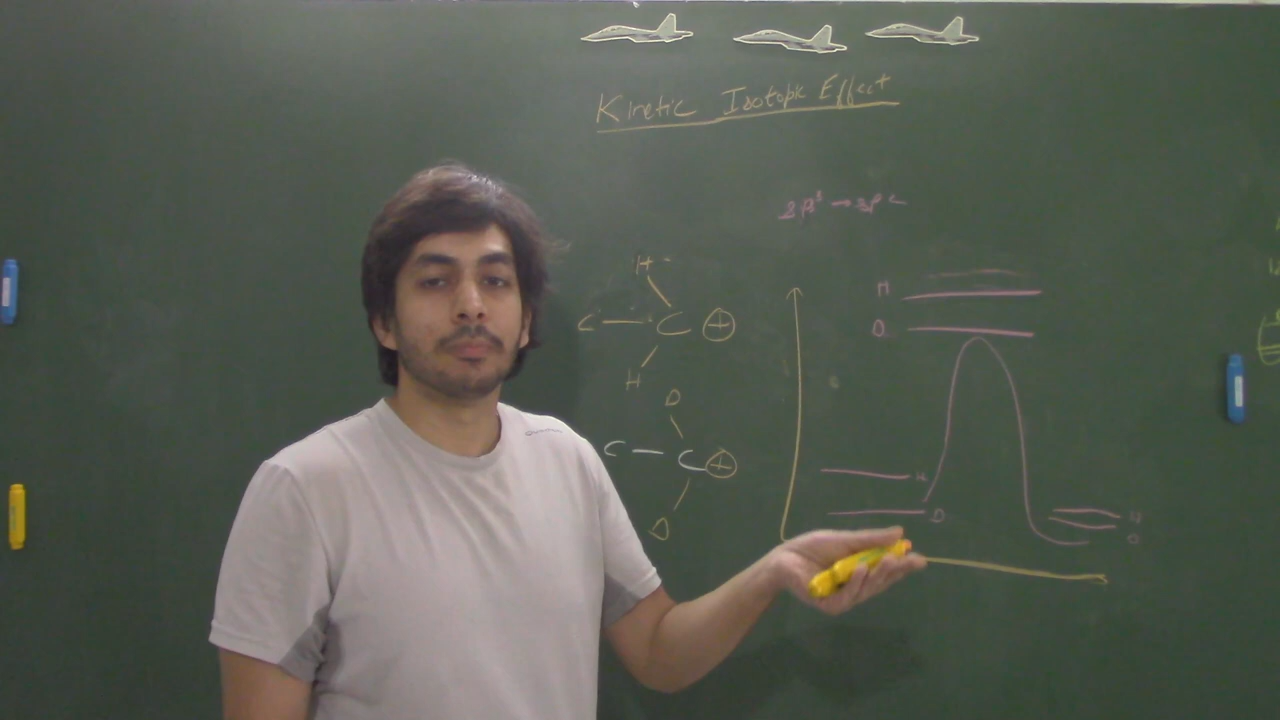 Kinetic Isotopic Effect
sp³ → sp²
H
C — C ⊕
H
D
C — C ⊕
D
H
D
H
D
H
D